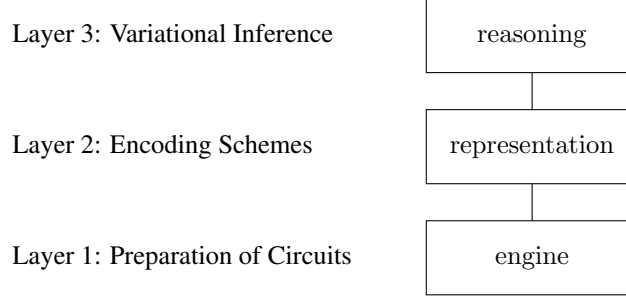 Layer 3: Variational Inference reasoning
Layer 2: Encoding Schemes representation
Layer 1: Preparation of Circuits engine